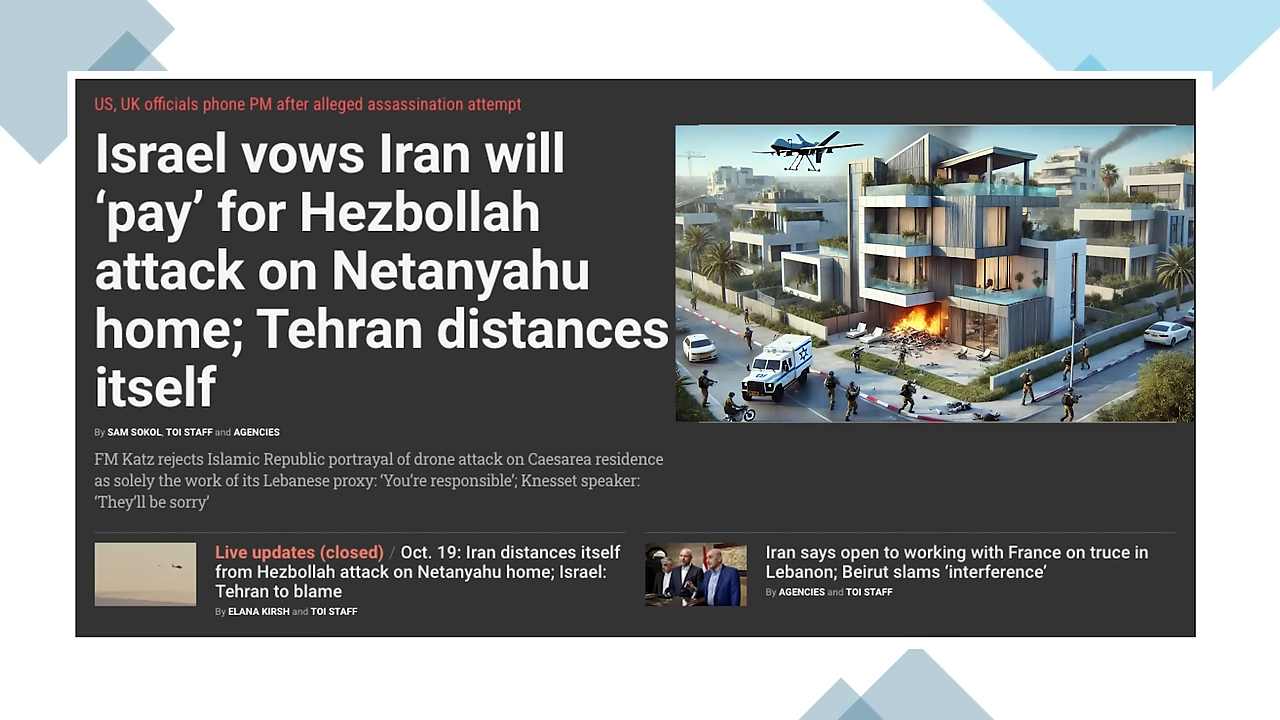 US, UK officials phone PM after alleged assassination attempt
Israel vows Iran will
‘pay’ for Hezbollah
attack on Netanyahu
home; Tehran distances
itself
By SAM SOKOL, TOI STAFF and AGENCIES
FM Katz rejects Islamic Republic portrayal of drone attack on Caesarea residence
as solely the work of its Lebanese proxy: ‘You’re responsible’; Knesset speaker:
‘They’ll be sorry’
Live updates (closed) / Oct. 19: Iran distances itself
from Hezbollah attack on Netanyahu home; Israel:
Tehran to blame
By ELANA KIRSH and TOI STAFF
Iran says open to working with France on truce in
Lebanon; Beirut slams ‘interference’
By AGENCIES and TOI STAFF